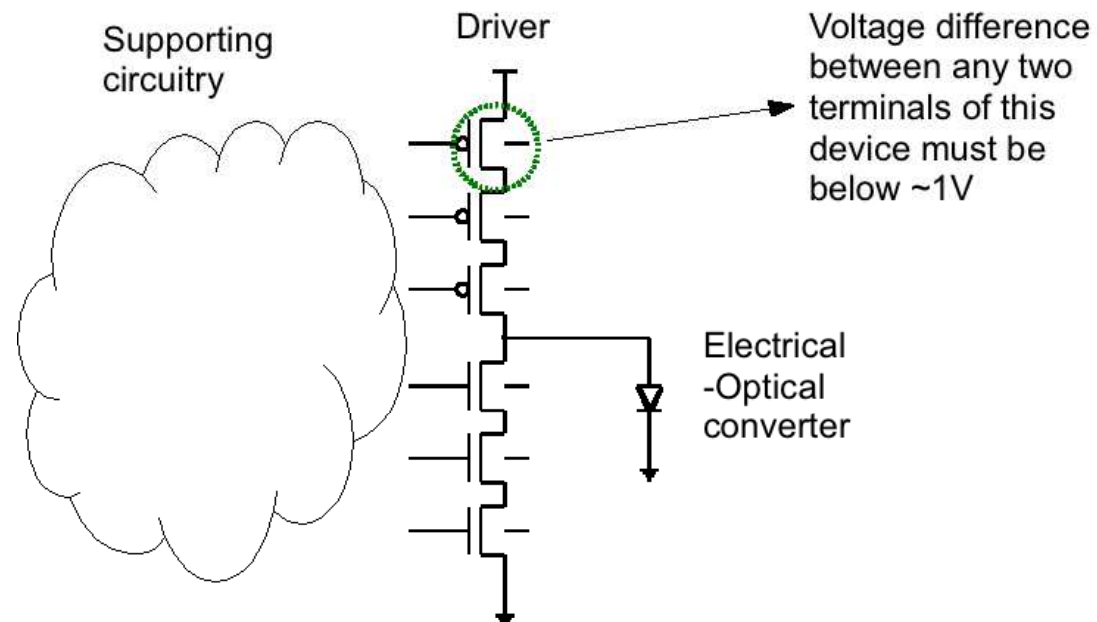 Supporting
circuitry
Driver
Voltage difference
between any two
terminals of this
device must be
below ~1V
Electrical
-Optical
converter